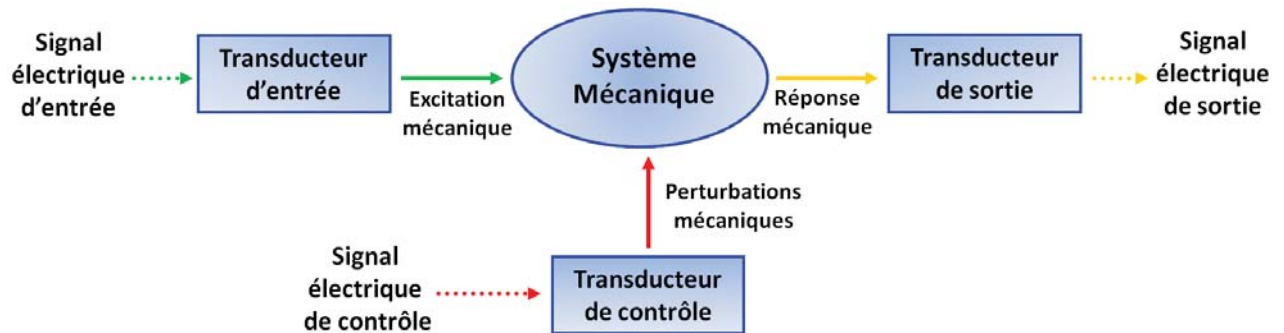 Signal
électrique
d'entrée
Transducteur
d'entrée
Excitation
mécanique
Système
Mécanique
Réponse
mécanique
Transducteur
de sortie
Signal
électrique
de sortie
Perturbations
mécaniques
Signal
électrique
de contrôle
Transducteur
de contrôle